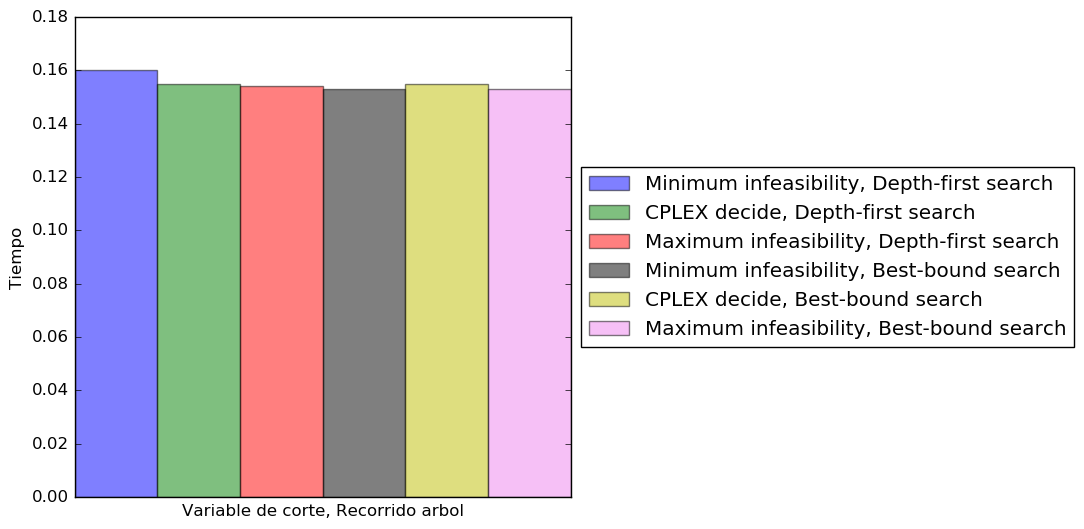 0.18
0.16
0.14
0.12
0.10
0.08
0.06
0.04
0.02
0.00
Tiempo
Variable de corte, Recorrido arbol
Minimum infeasibility, Depth-first search
CPLEX decide, Depth-first search
Maximum infeasibility, Depth-first search
Minimum infeasibility, Best-bound search
CPLEX decide, Best-bound search
Maximum infeasibility, Best-bound search